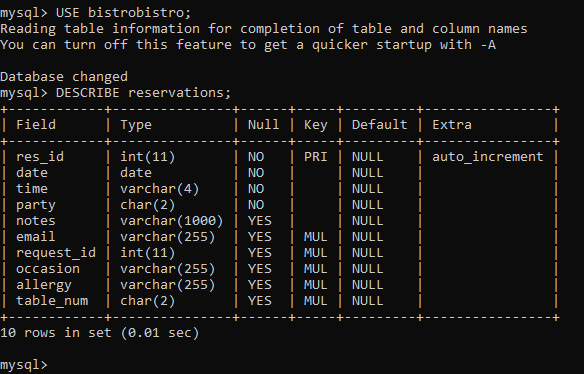 mysql> USE bistrobistro;
Reading table information for completion of table and column names
You can turn off this feature to get a quicker startup with -A

Database changed
mysql> DESCRIBE reservations;
+------------+---------------+------+-----+---------+----------------+
| Field      | Type          | Null | Key | Default | Extra          |
+------------+---------------+------+-----+---------+----------------+
| res_id     | int(11)       | NO   | PRI | NULL    | auto_increment |
| date       | date          | NO   |     | NULL    |                |
| time       | varchar(4)    | NO   |     | NULL    |                |
| party      | char(2)       | NO   |     | NULL    |                |
| notes      | varchar(1000) | YES  |     | NULL    |                |
| email      | varchar(255)  | YES  | MUL | NULL    |                |
| request_id | int(11)       | YES  | MUL | NULL    |                |
| occasion   | varchar(255)  | YES  | MUL | NULL    |                |
| allergy    | varchar(255)  | YES  | MUL | NULL    |                |
| table_num  | char(2)       | YES  | MUL | NULL    |                |
+------------+---------------+------+-----+---------+----------------+
10 rows in set (0.01 sec)

mysql>